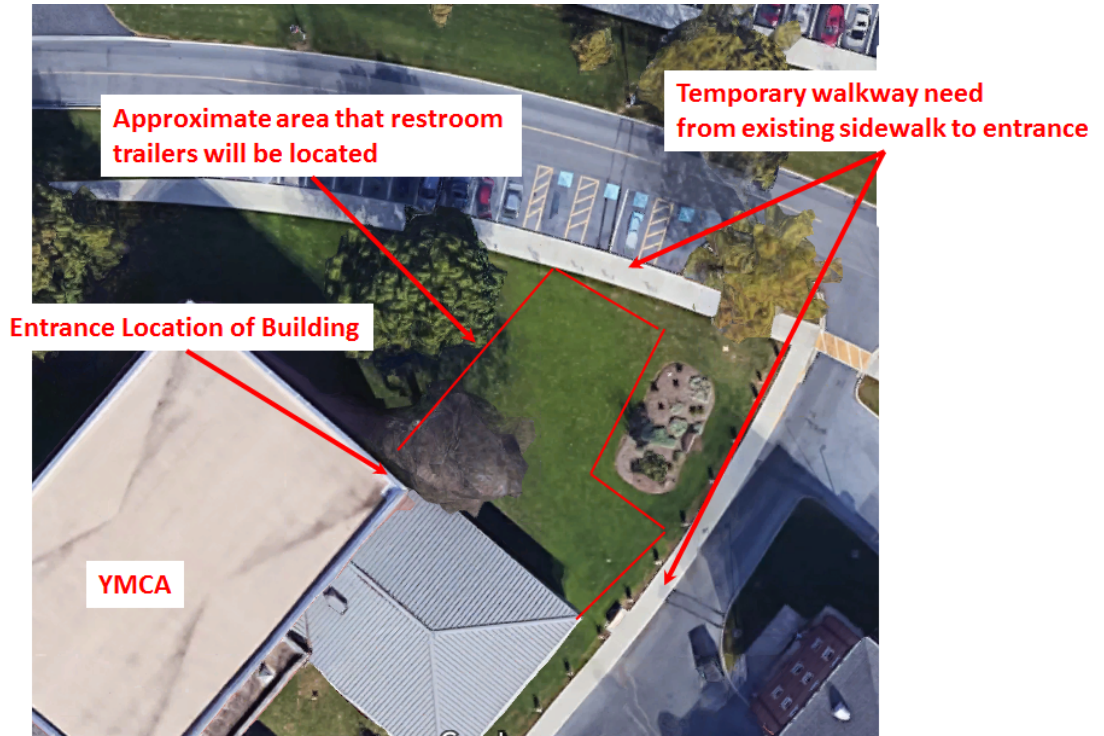 Temporary walkway need
from existing sidewalk to entrance
Approximate area that restroom
trailers will be located
Entrance Location of Building
YMCA